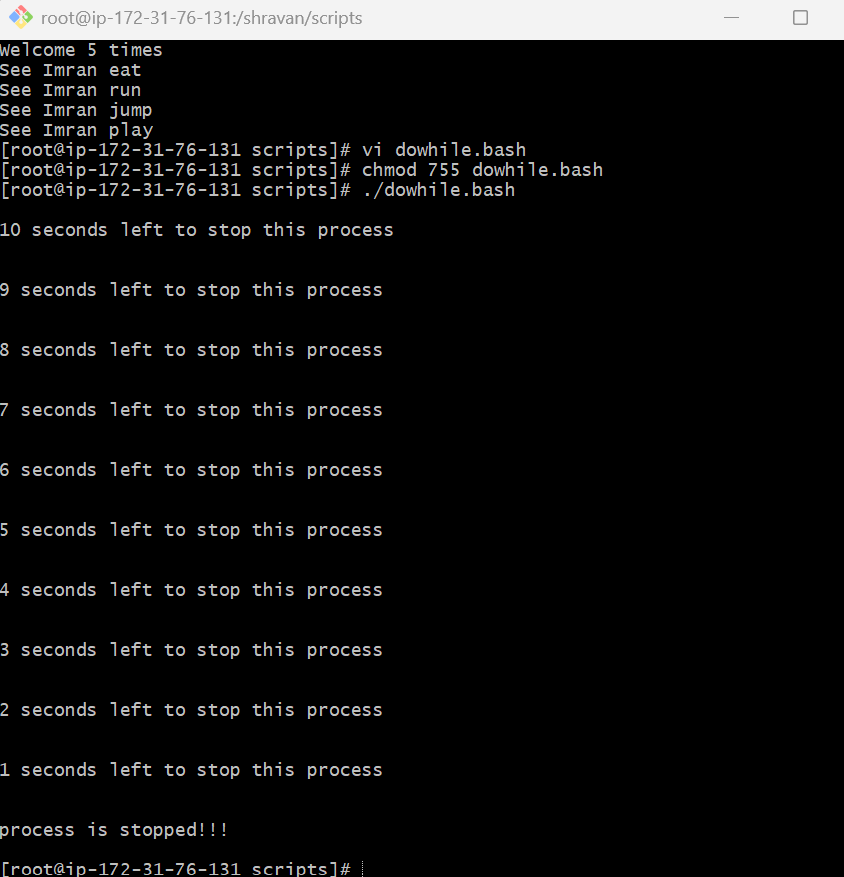 root@ip-172-31-76-131:/shravan/scripts
Welcome 5 times
See Imran eat
See Imran run
See Imran jump
See Imran play
[root@ip-172-31-76-131 scripts]# vi dowhile.bash
[root@ip-172-31-76-131 scripts]# chmod 755 dowhile.bash
[root@ip-172-31-76-131 scripts]# ./dowhile.bash
10 seconds left to stop this process
9 seconds left to stop this process
8 seconds left to stop this process
7 seconds left to stop this process
6 seconds left to stop this process
5 seconds left to stop this process
4 seconds left to stop this process
3 seconds left to stop this process
2 seconds left to stop this process
1 seconds left to stop this process
process is stopped!!!
[root@ip-172-31-76-131 scripts]#